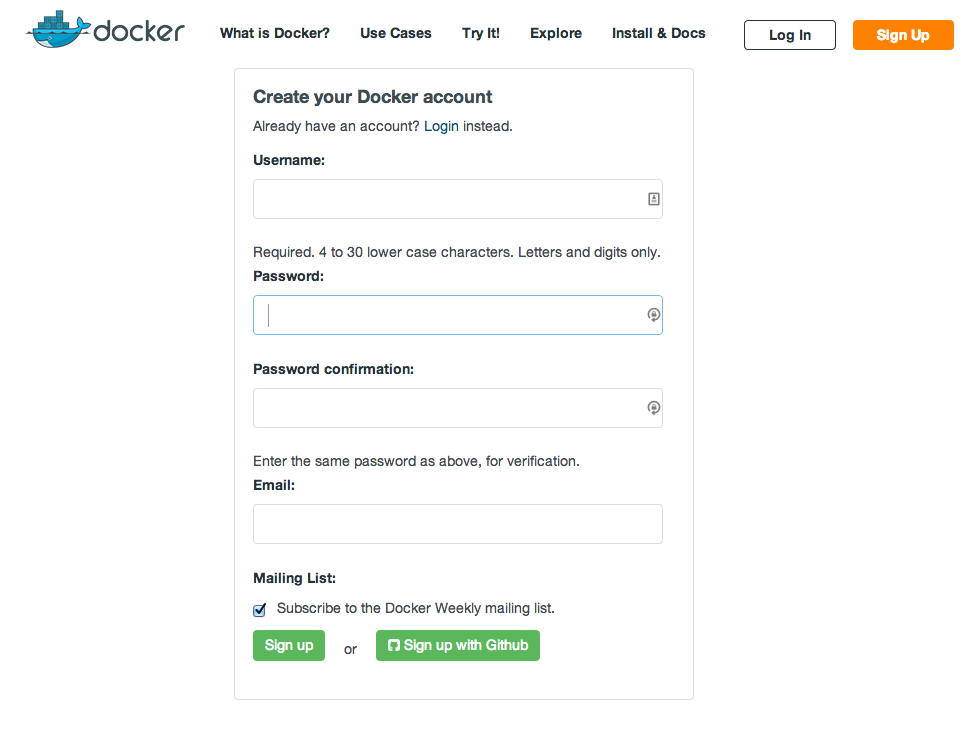 docker What is Docker? Use Cases Try It! Explore Install & Docs Log In Sign Up
Create your Docker account
Already have an account? Login instead.
Username:
Required. 4 to 30 lower case characters. Letters and digits only.
Password:
Password confirmation:
Enter the same password as above, for verification.
Email:
Mailing List:
Subscribe to the Docker Weekly mailing list.
Sign up or Sign up with Github